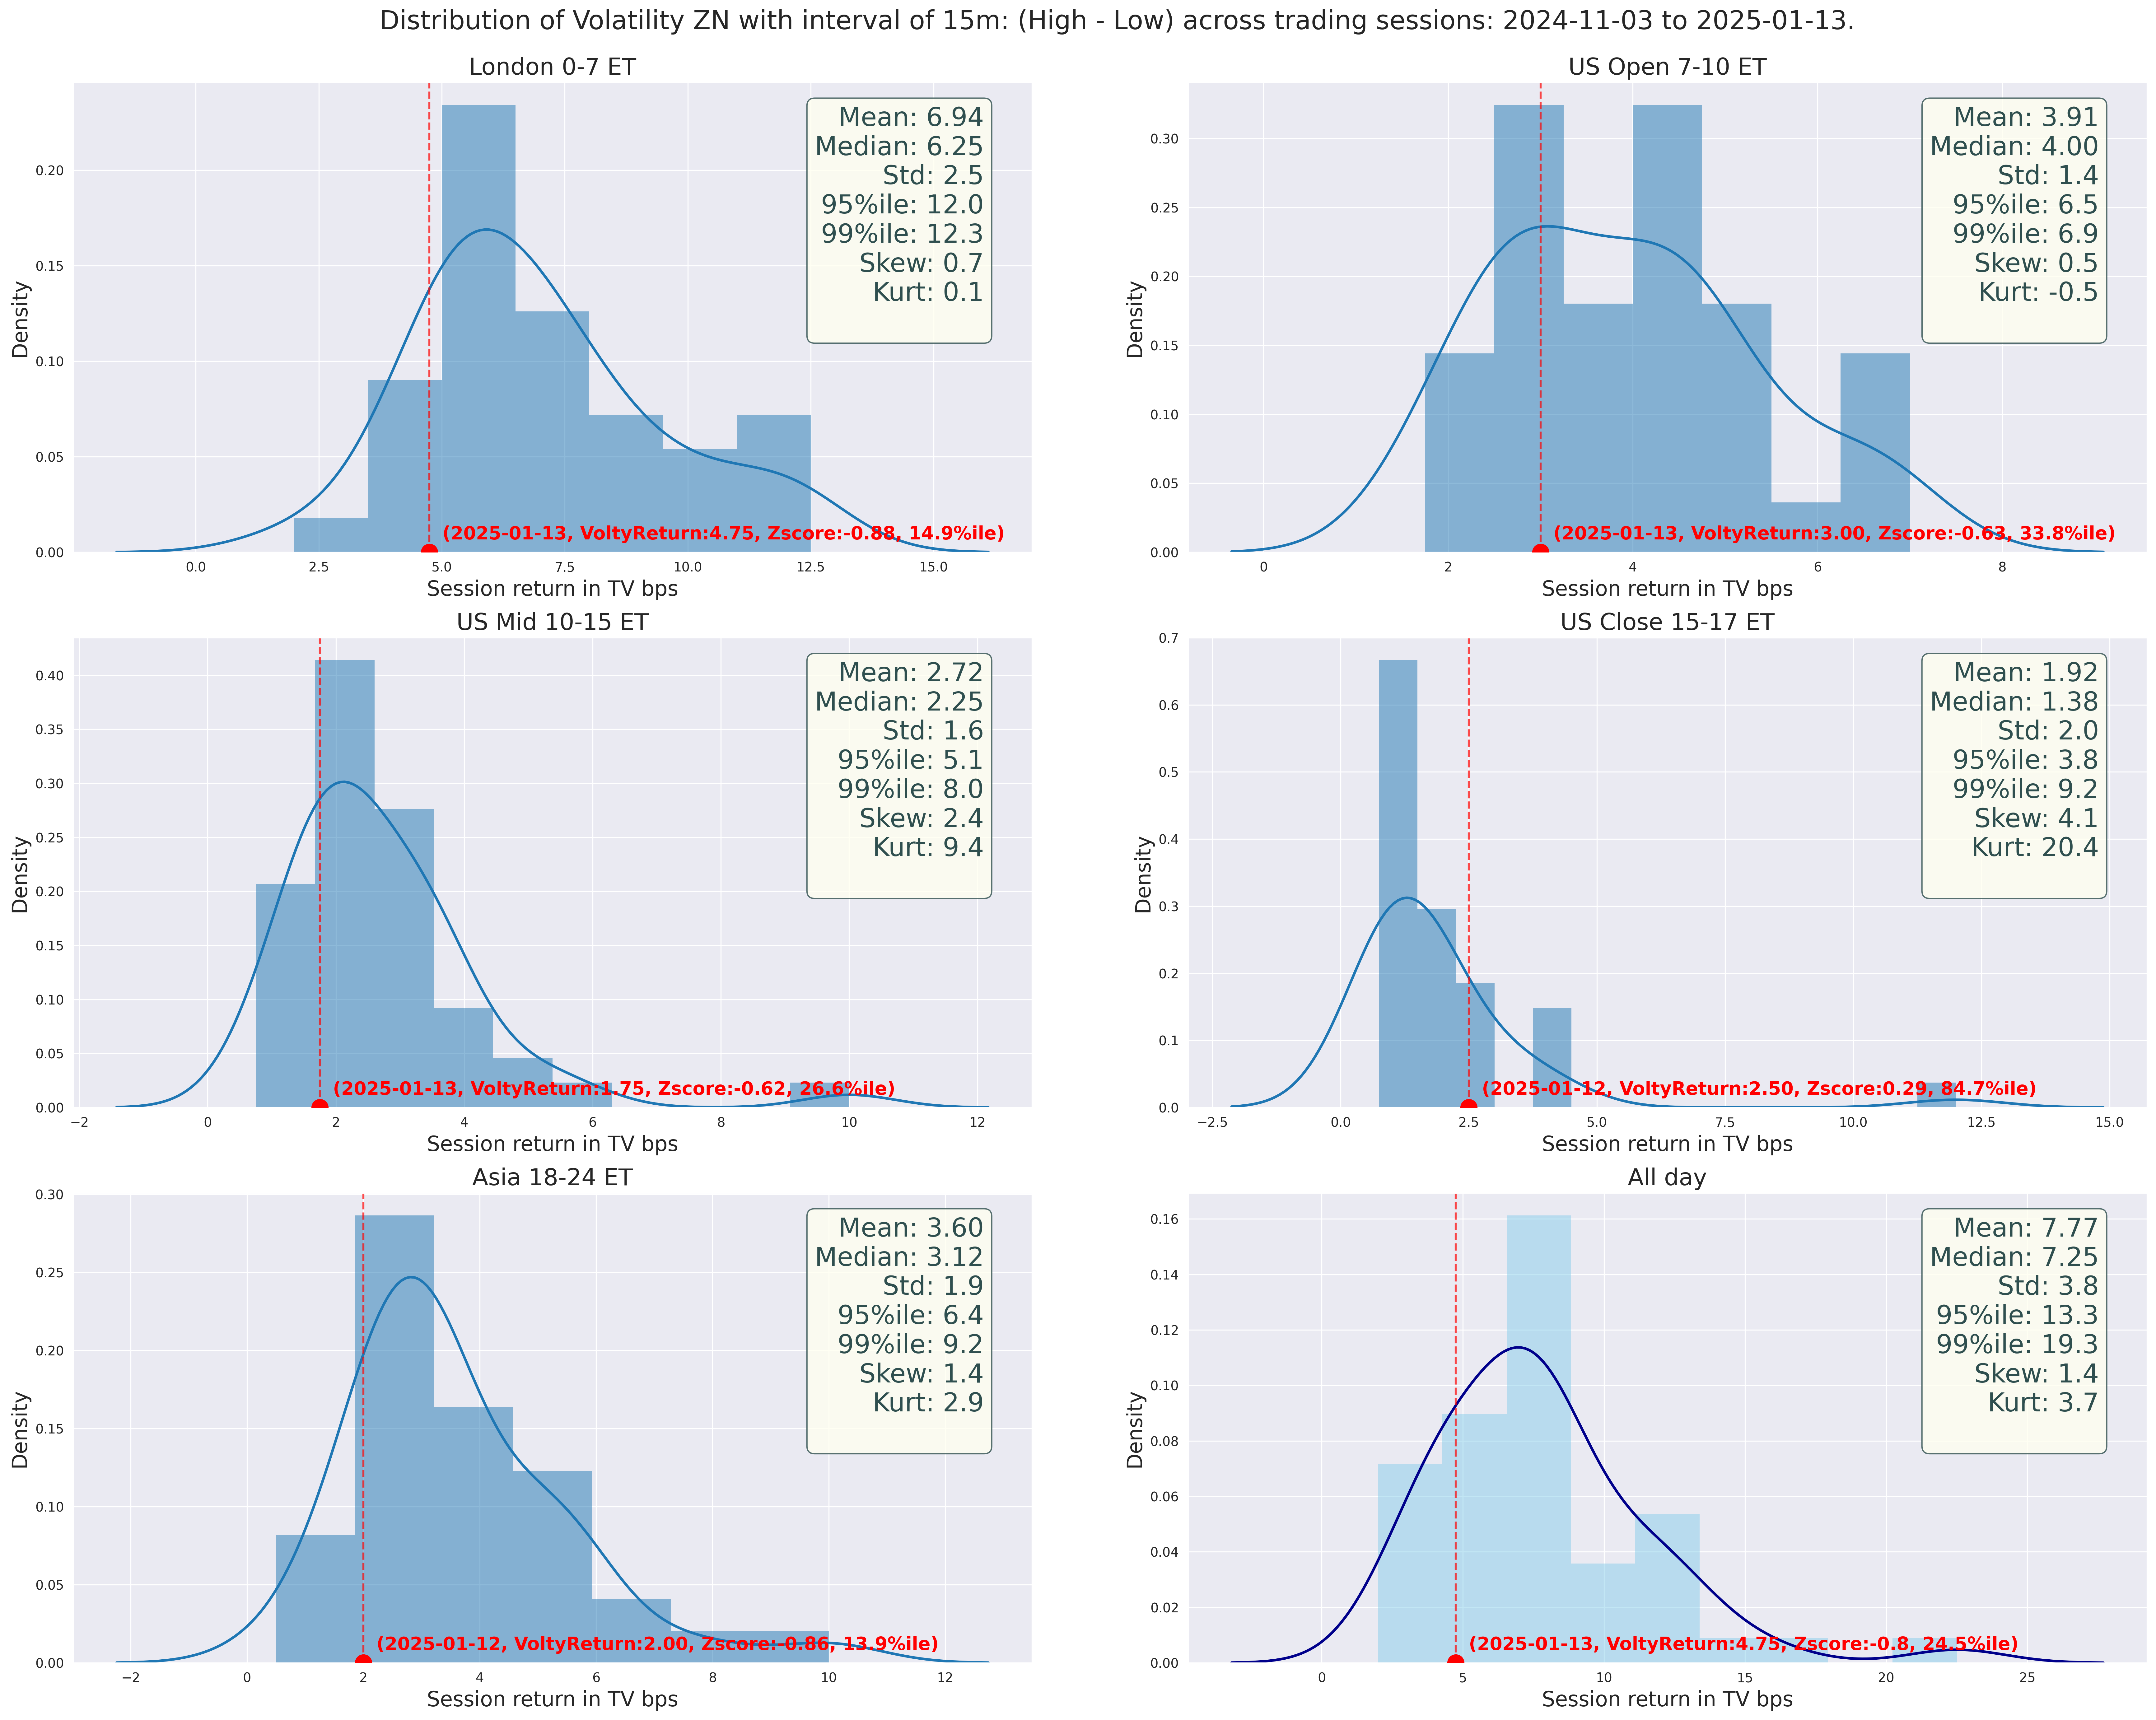 Distribution of Volatility ZN with interval of 15m: (High - Low) across trading sessions: 2024-11-03 to 2025-01-13.
London 0-7 ET
Density
0.20
0.15
0.10
0.05
0.00
Mean: 6.94
Median: 6.25
Std: 2.5
95%ile: 12.0
99%ile: 12.3
Skew: 0.7
Kurt: 0.1
(2025-01-13, VoltyReturn:4.75, Zscore:-0.88, 14.9%ile)
0.0 2.5 5.0 7.5 10.0 12.5 15.0
Session return in TV bps
US Open 7-10 ET
Density
0.30
0.25
0.20
0.15
0.10
0.05
0.00
Mean: 3.91
Median: 4.00
Std: 1.4
95%ile: 6.5
99%ile: 6.9
Skew: 0.5
Kurt: -0.5
(2025-01-13, VoltyReturn:3.00, Zscore:-0.63, 33.8%ile)
0 2 4 6 8
Session return in TV bps
US Mid 10-15 ET
Density
0.40
0.35
0.30
0.25
0.20
0.15
0.10
0.05
0.00
Mean: 2.72
Median: 2.25
Std: 1.6
95%ile: 5.1
99%ile: 8.0
Skew: 2.4
Kurt: 9.4
(2025-01-13, VoltyReturn:1.75, Zscore:-0.62, 26.6%ile)
−2 0 2 4 6 8 10 12
Session return in TV bps
US Close 15-17 ET
Density
0.7
0.6
0.5
0.4
0.3
0.2
0.1
0.0
Mean: 1.92
Median: 1.38
Std: 2.0
95%ile: 3.8
99%ile: 9.2
Skew: 4.1
Kurt: 20.4
(2025-01-12, VoltyReturn:2.50, Zscore:0.29, 84.7%ile)
−2.5 0.0 2.5 5.0 7.5 10.0 12.5 15.0
Session return in TV bps
Asia 18-24 ET
Density
0.30
0.25
0.20
0.15
0.10
0.05
0.00
Mean: 3.60
Median: 3.12
Std: 1.9
95%ile: 6.4
99%ile: 9.2
Skew: 1.4
Kurt: 2.9
(2025-01-12, VoltyReturn:2.00, Zscore:-0.86, 13.9%ile)
−2 0 2 4 6 8 10 12
Session return in TV bps
All day
Density
0.16
0.14
0.12
0.10
0.08
0.06
0.04
0.02
0.00
Mean: 7.77
Median: 7.25
Std: 3.8
95%ile: 13.3
99%ile: 19.3
Skew: 1.4
Kurt: 3.7
(2025-01-13, VoltyReturn:4.75, Zscore:-0.8, 24.5%ile)
0 5 10 15 20 25
Session return in TV bps